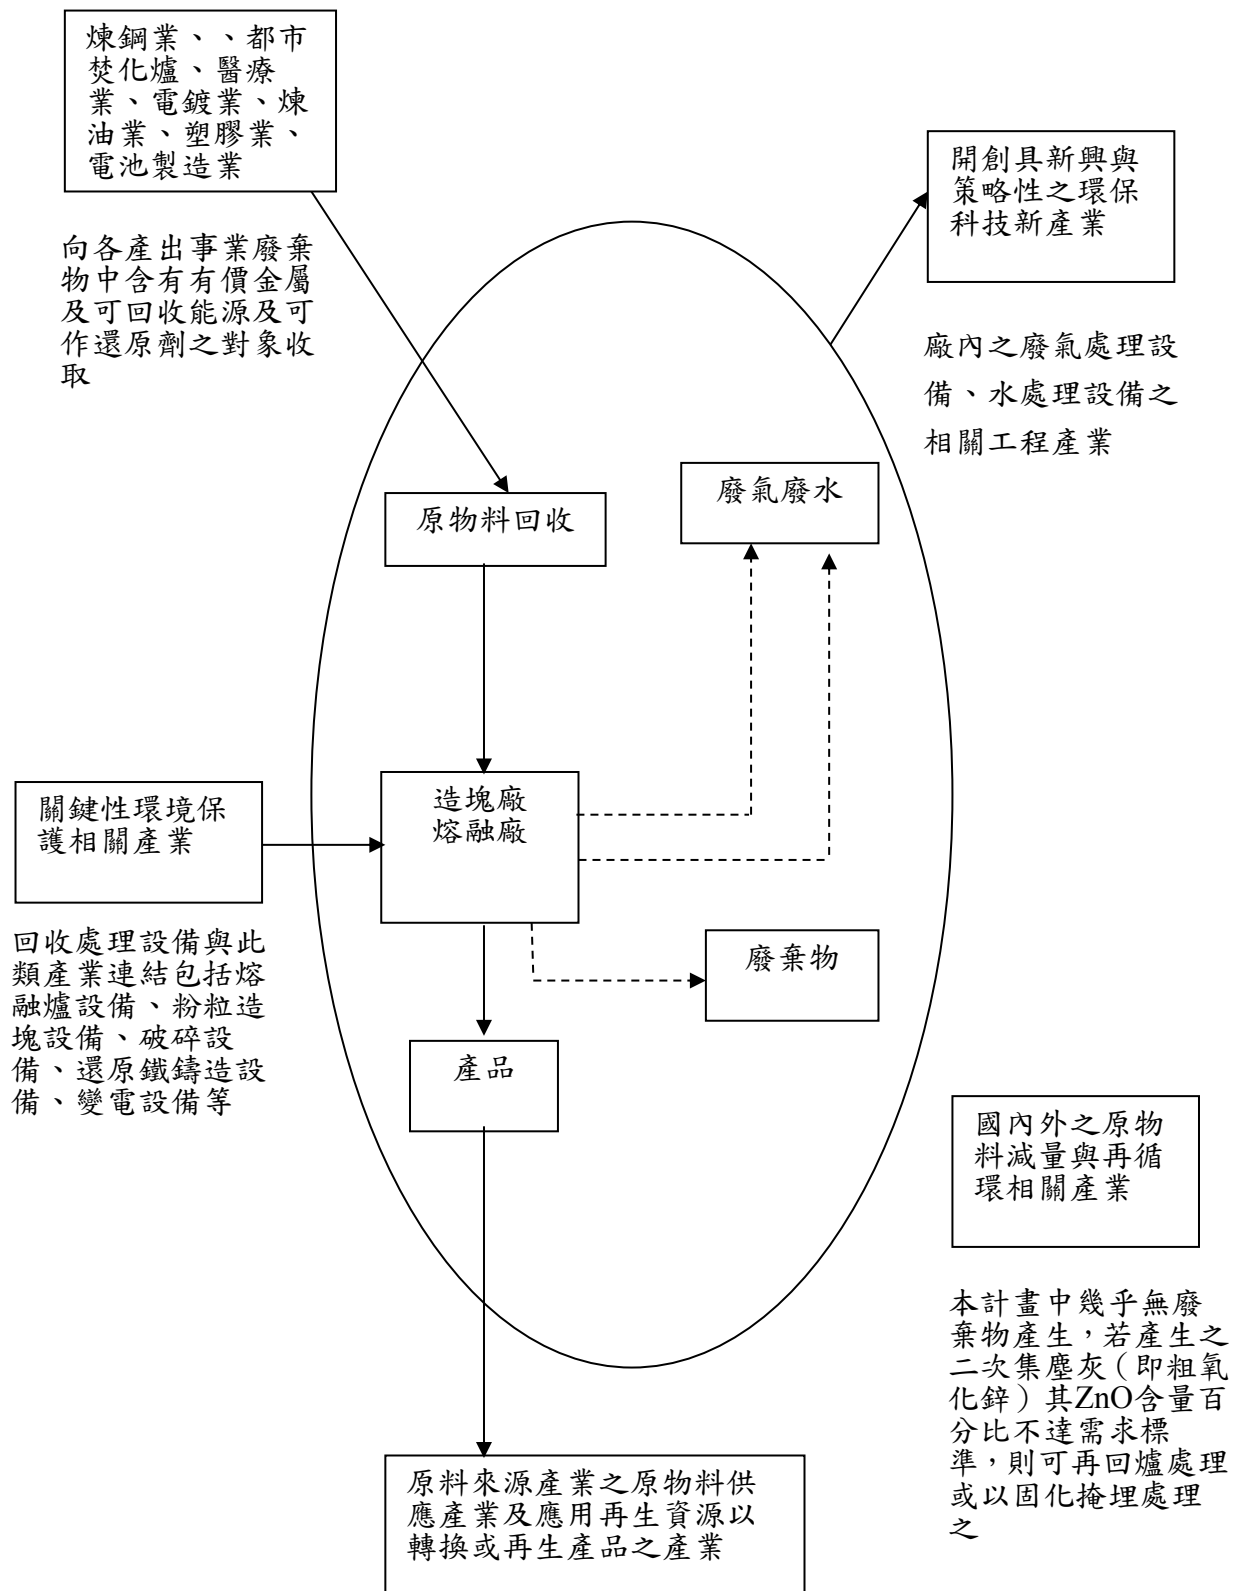 煉鋼業、、都市
焚化爐、醫療
業、電鍍業、煉
油業、塑膠業、
電池製造業
向各產出事業廢棄
物中含有有價金屬
及可回收能源及可
作還原劑之對象收
取
開創具新興與
策略性之環保
科技新產業
廠內之廢氣處理設
備、水處理設備之
相關工程產業
原物料回收
廢氣廢水
關鍵性環境保
護相關產業
造塊廠
熔融廠
回收處理設備與此
類產業連結包括熔
融爐設備、粉粒造
塊設備、破碎設
備、還原鐵鑄造設
備、變電設備等
廢棄物
產品
國內外之原物
料減量與再循
環相關產業
本計畫中幾乎無廢
棄物產生，若產生之
二次集塵灰（即粗氧
化鋅）其ZnO含量百
分比不達需求標
準，則可再回爐處理
或以固化掩埋處理
之
原料來源產業之原物料供
應產業及應用再生資源以
轉換或再生產品之產業